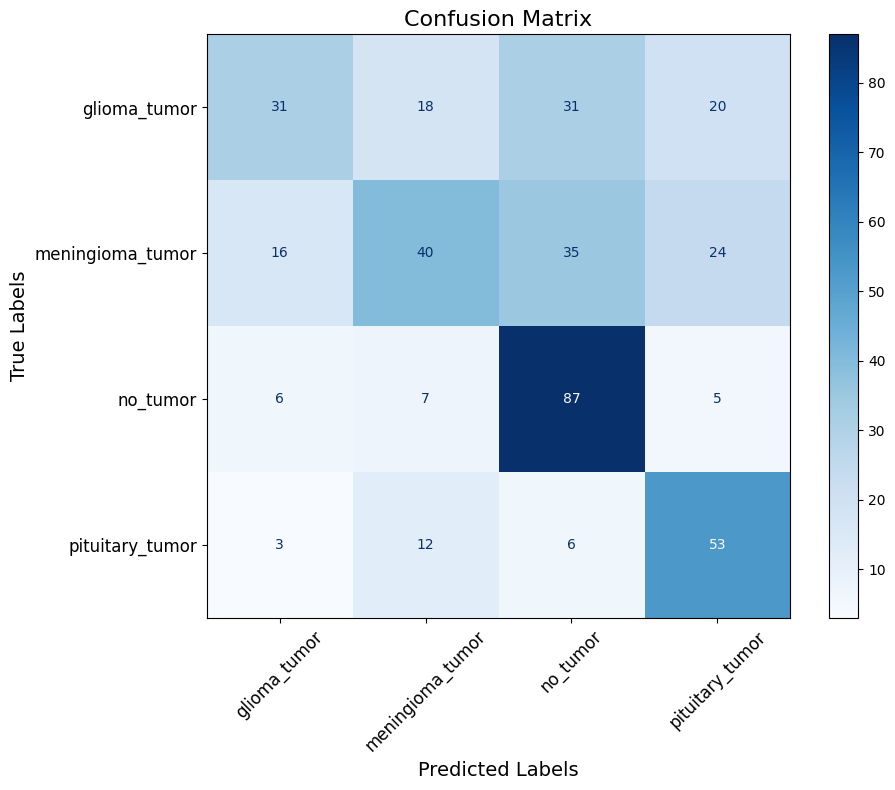 Confusion Matrix
True Labels
glioma_tumor 31 18 31 20
meningioma_tumor 16 40 35 24
no_tumor 6 7 87 5
pituitary_tumor 3 12 6 53
glioma_tumor meningioma_tumor no_tumor pituitary_tumor
Predicted Labels
80
70
60
50
40
30
20
10